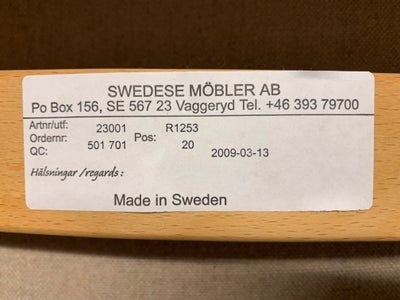 SWEDESE MÖBLER AB
Po Box 156, SE 567 23 Vaggeryd Tel. +46 393 79700
Artnr/utf: 23001 R1253
Ordernr: 501 701 Pos: 20
QC: 2009-03-13
Hälsningar /regards :
Made in Sweden